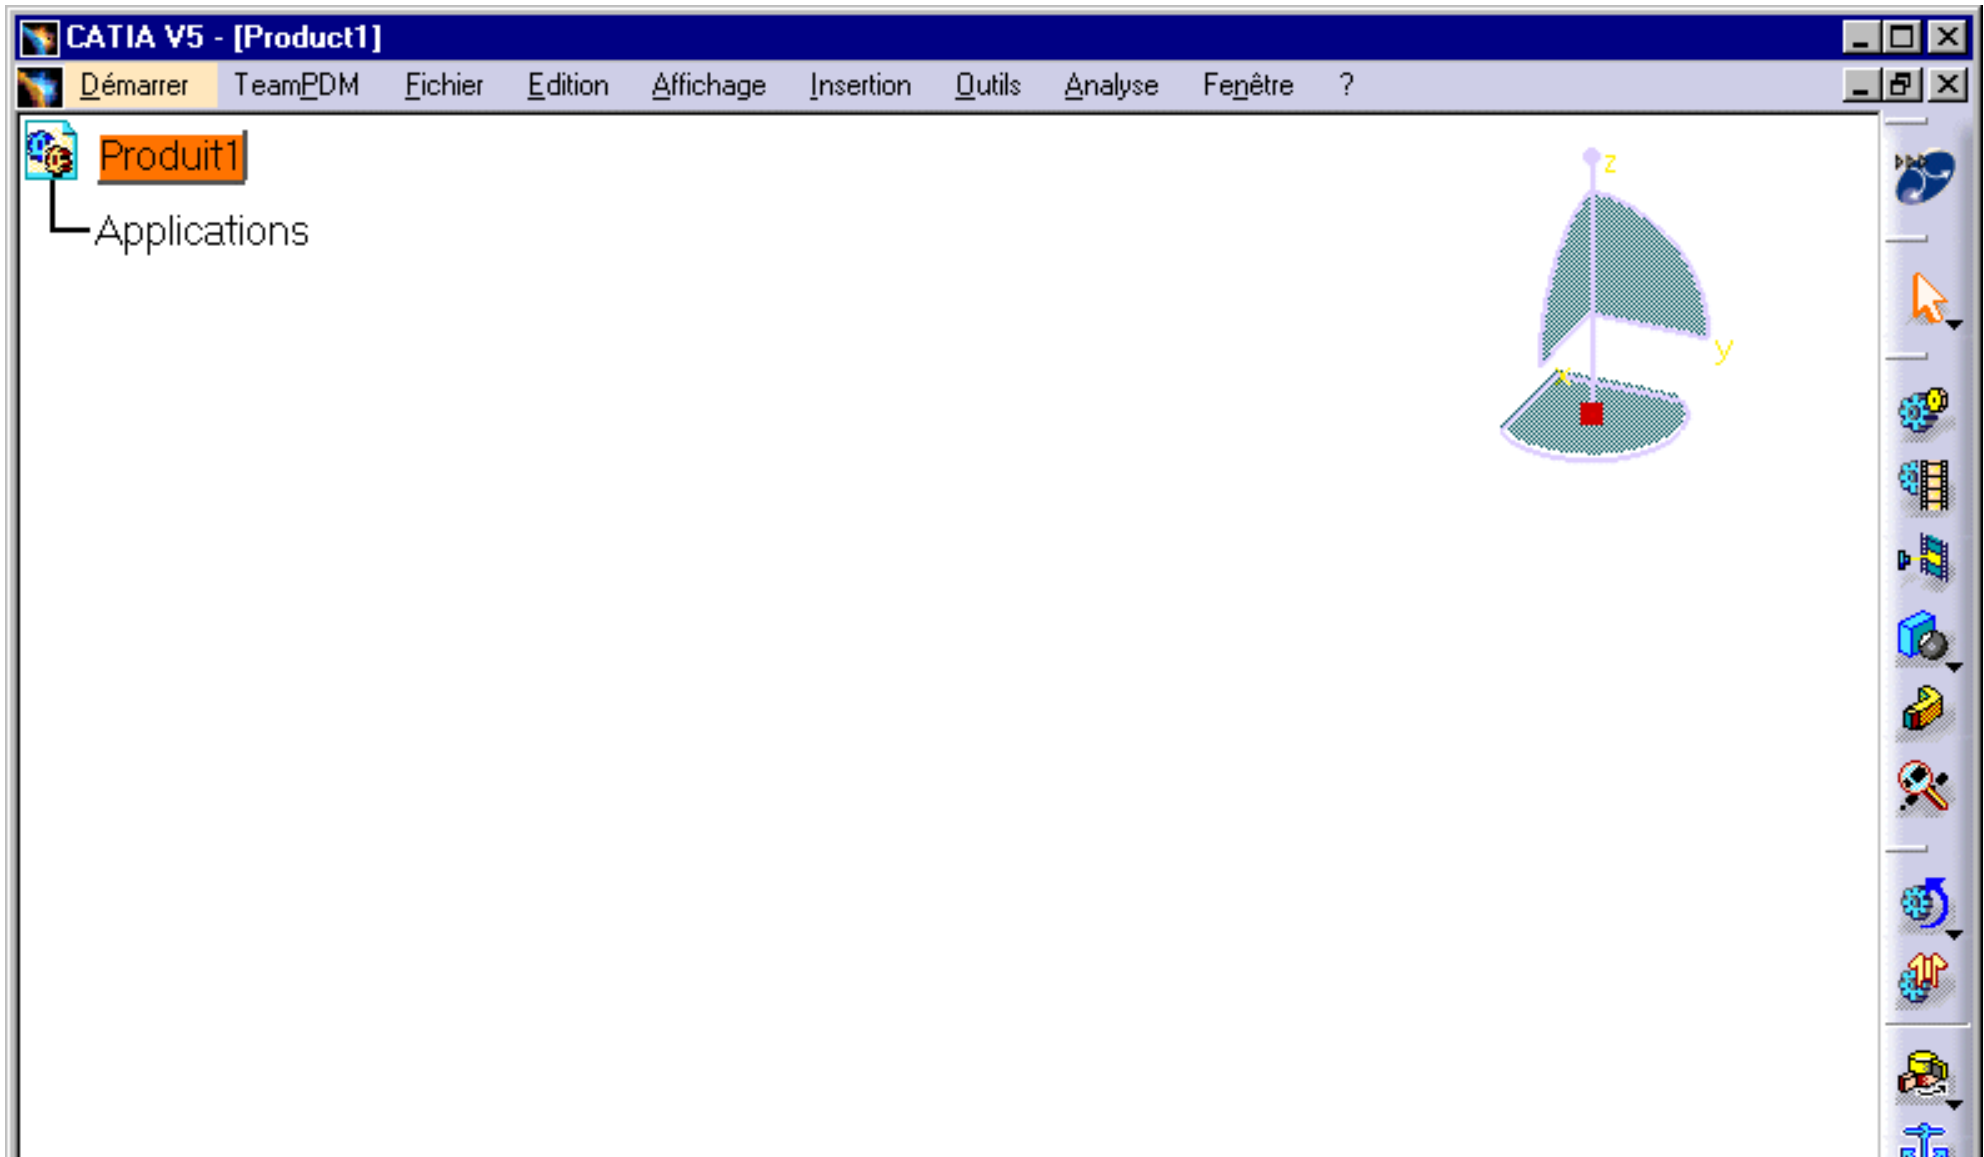 CATIA V5 - [Product1]
Démarrer TeamPDM Fichier Edition Affichage Insertion Outils Analyse Fenêtre ?
Produit1
Applications
z
y
x